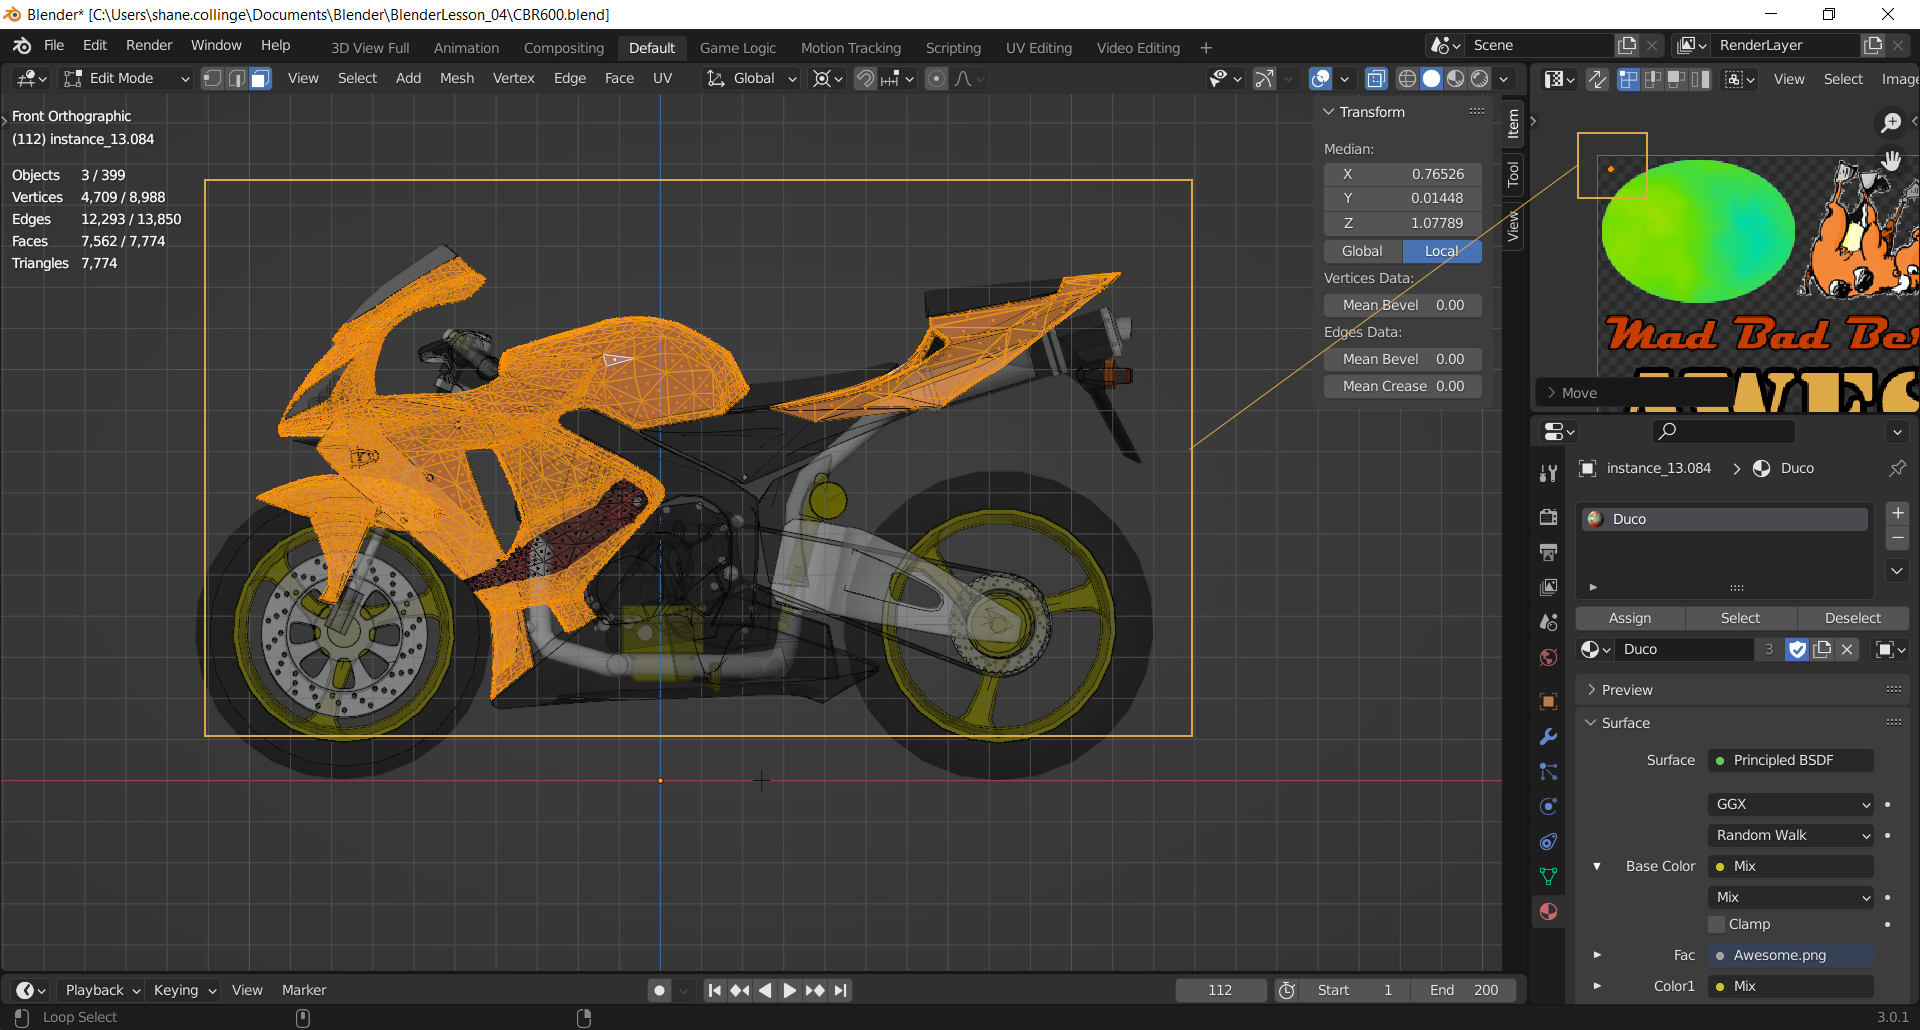 Blender* [C:\Users\shane.collinge\Documents\Blender\BlenderLesson_04\CBR600.blend]
File Edit Render Window Help 3D View Full Animation Compositing Default Game Logic Motion Tracking Scripting UV Editing Video Editing + Scene RenderLayer
Edit Mode View Select Add Mesh Vertex Edge Face UV Global View Select Imag
Front Orthographic
(112) instance_13.084
Objects 3 / 399
Vertices 4,709 / 8,988
Edges 12,293 / 13,850
Faces 7,562 / 7,774
Triangles 7,774
Transform
Median:
X 0.76526
Y 0.01448
Z 1.07789
Global Local
Vertices Data:
Mean Bevel 0.00
Edges Data:
Mean Bevel 0.00
Mean Crease 0.00
Item
Tool
View
Mad Bad Be
Move
instance_13.084 > Duco
Duco
Assign Select Deselect
Duco 3
Preview
Surface
Surface Principled BSDF
GGX
Random Walk
Base Color Mix
Mix
Clamp
Fac Awesome.png
Color1 Mix
Playback Keying View Marker 112 Start 1 End 200
Loop Select 3.0.1